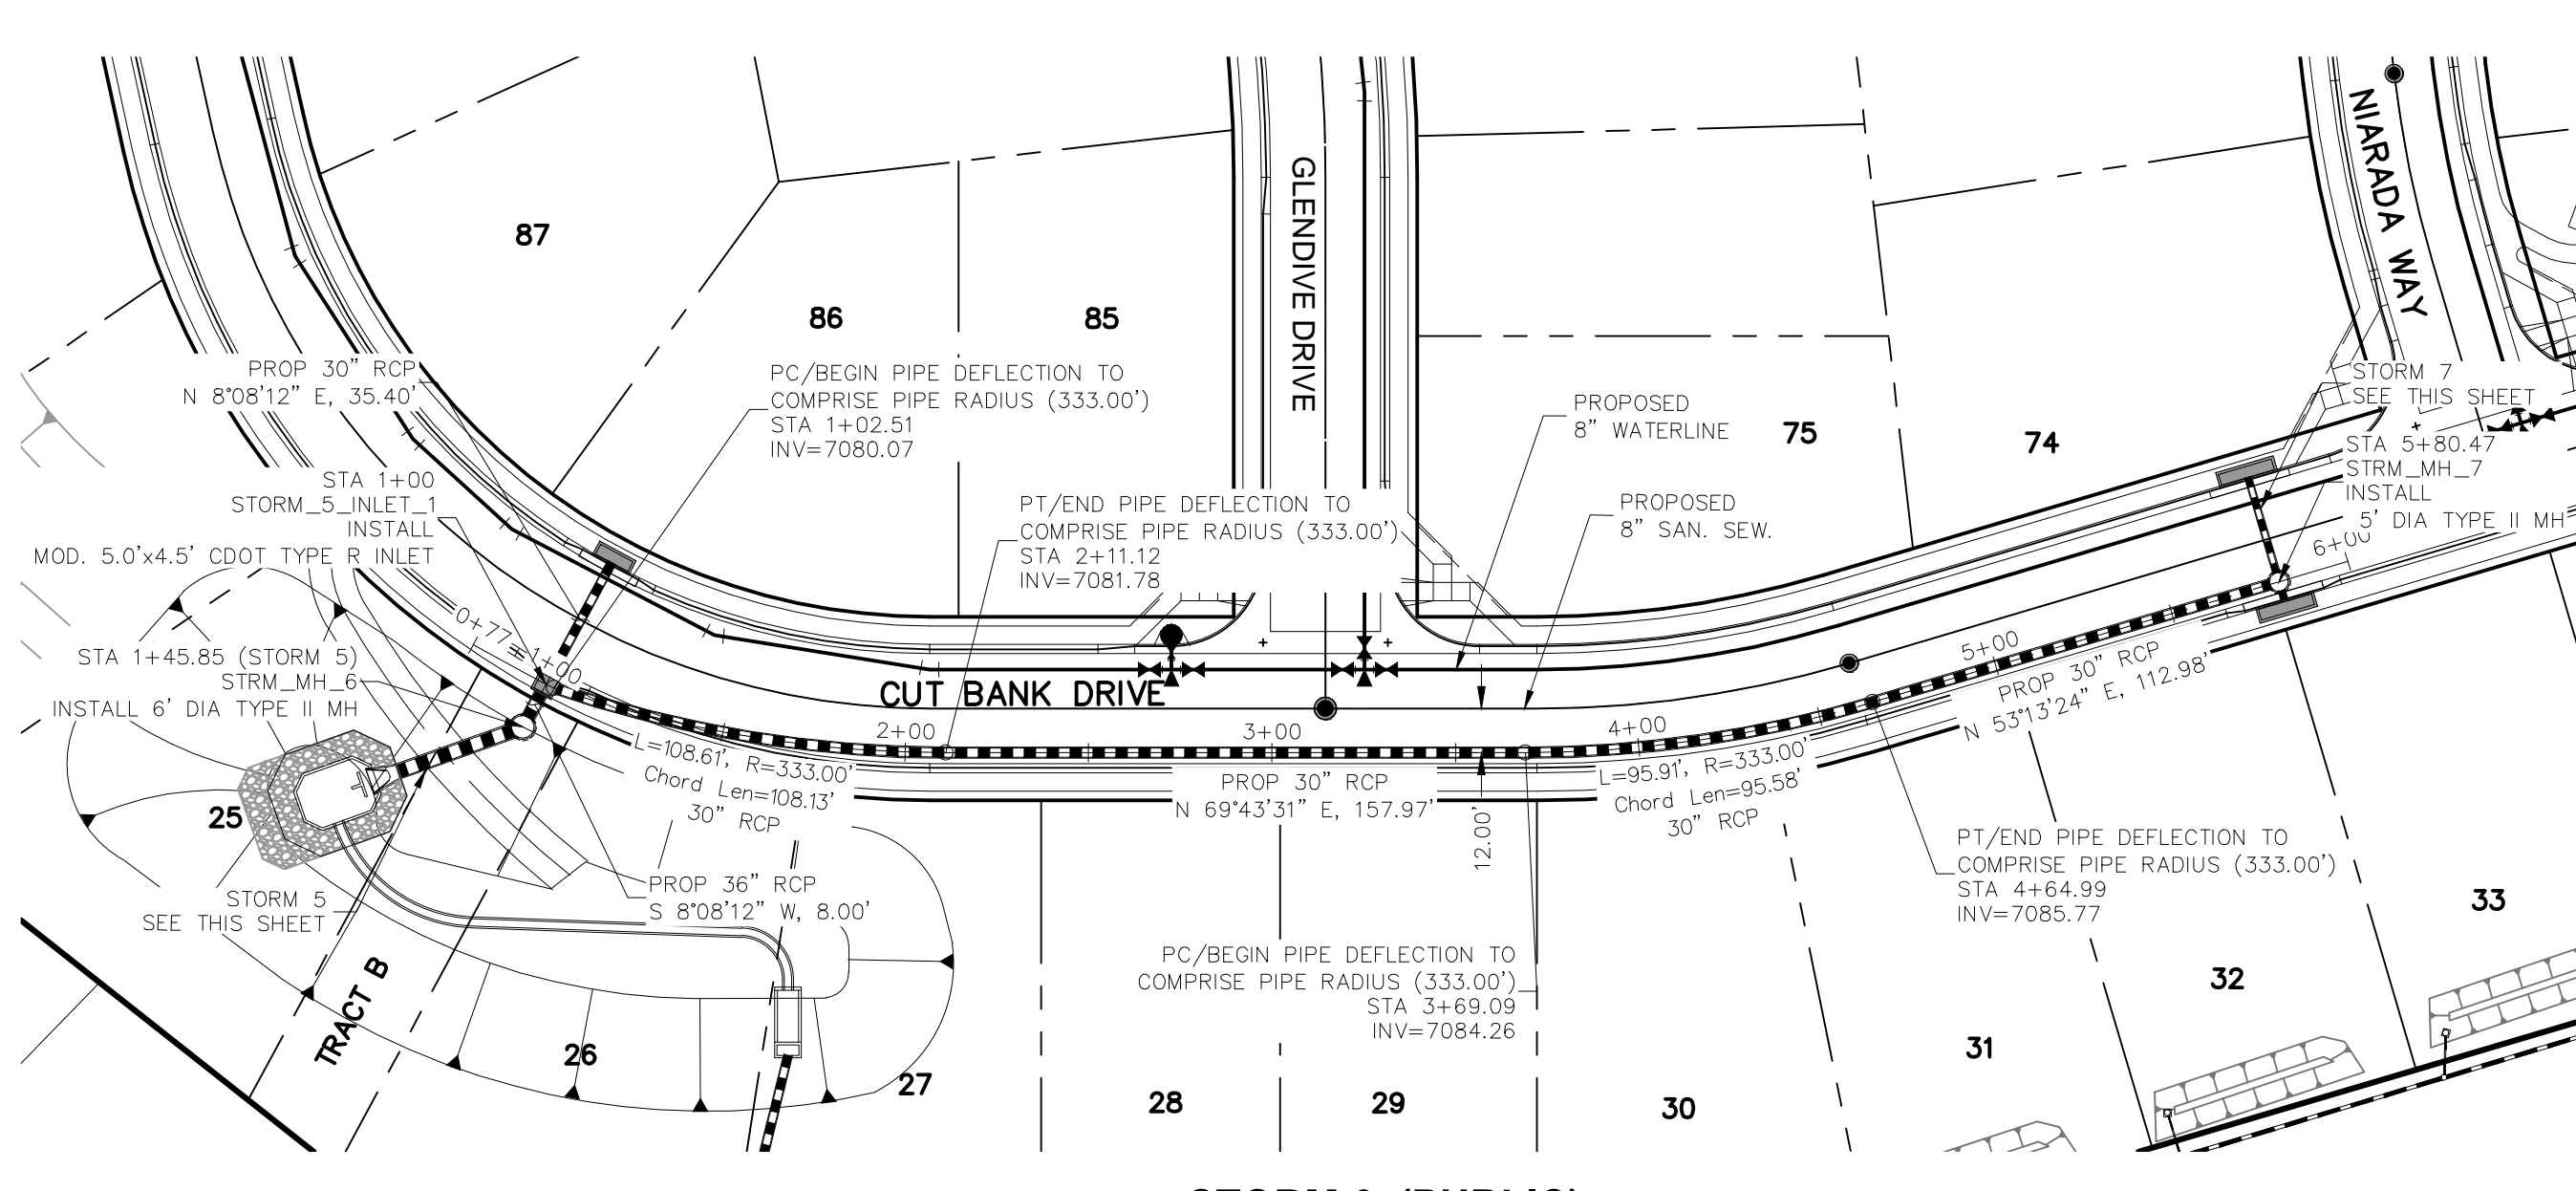 87
86
85
GLENDIVE DRIVE
NIARADA WAY
PROP 30" RCP
N 8°08'12" E, 35.40'
PC/BEGIN PIPE DEFLECTION TO
COMPRISE PIPE RADIUS (333.00')
STA 1+02.51
INV=7080.07
PROPOSED
8" WATERLINE
75
74
STORM 7
SEE THIS SHEET
STA 5+80.47
STRM_MH_7
INSTALL
5' DIA TYPE II MH
6+00
STA 1+00
STORM_5_INLET_1
INSTALL
MOD. 5.0'x4.5' CDOT TYPE R INLET
PT/END PIPE DEFLECTION TO
COMPRISE PIPE RADIUS (333.00')
STA 2+11.12
INV=7081.78
PROPOSED
8" SAN. SEW.
0+77
1+00
STA 1+45.85 (STORM 5)
STRM_MH_6
INSTALL 6' DIA TYPE II MH
CUT BANK DRIVE
2+00
3+00
4+00
5+00
PROP 30" RCP
N 53°13'24" E, 112.98'
L=108.61', R=333.00'
Chord Len=108.13'
30" RCP
PROP 30" RCP
N 69°43'31" E, 157.97'
12.00'
L=95.91', R=333.00'
Chord Len=95.58'
30" RCP
25
STORM 5
SEE THIS SHEET
PROP 36" RCP
S 8°08'12" W, 8.00'
PT/END PIPE DEFLECTION TO
COMPRISE PIPE RADIUS (333.00')
STA 4+64.99
INV=7085.77
PC/BEGIN PIPE DEFLECTION TO
COMPRISE PIPE RADIUS (333.00')
STA 3+69.09
INV=7084.26
TRACT B
26
27
28
29
30
31
32
33